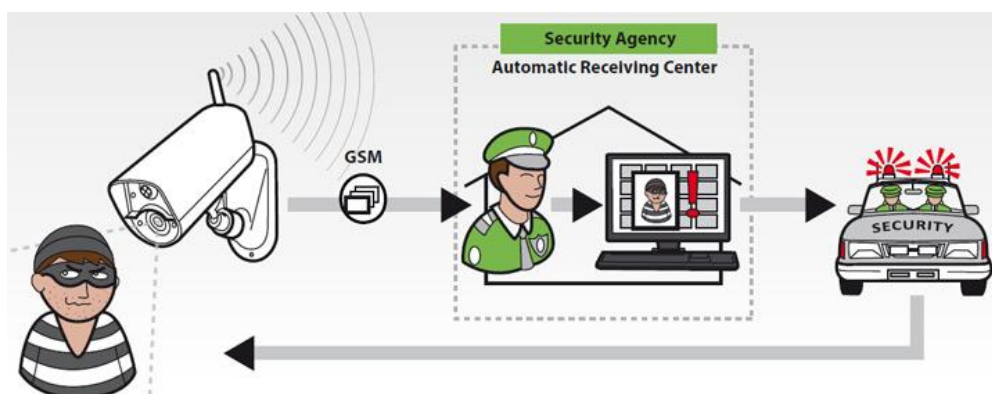 Security Agency
Automatic Receiving Center
GSM
SECURITY